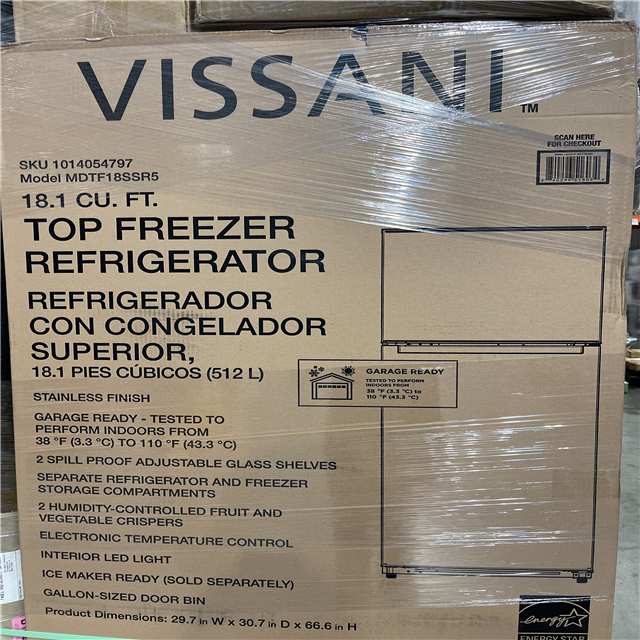 VISSANI
TM
SCAN HERE
FOR CHECKOUT
SKU 1014054797
Model MDTF18SSR5
18.1 CU. FT.
TOP FREEZER
REFRIGERATOR
REFRIGERADOR
CON CONGELADOR
SUPERIOR,
18.1 PIES CÚBICOS (512 L)
GARAGE READY
TESTED TO PERFORM
INDOORS FROM
38 °F (3.3 °C) to
110 °F (43.3 °C)
STAINLESS FINISH
GARAGE READY - TESTED TO
PERFORM INDOORS FROM
38 °F (3.3 °C) TO 110 °F (43.3 °C)
2 SPILL PROOF ADJUSTABLE GLASS SHELVES
SEPARATE REFRIGERATOR AND FREEZER
STORAGE COMPARTMENTS
2 HUMIDITY-CONTROLLED FRUIT AND
VEGETABLE CRISPERS
ELECTRONIC TEMPERATURE CONTROL
INTERIOR LED LIGHT
ICE MAKER READY (SOLD SEPARATELY)
GALLON-SIZED DOOR BIN
Product Dimensions: 29.7 in W x 30.7 in D x 66.6 in H
energy
ENERGY STAR